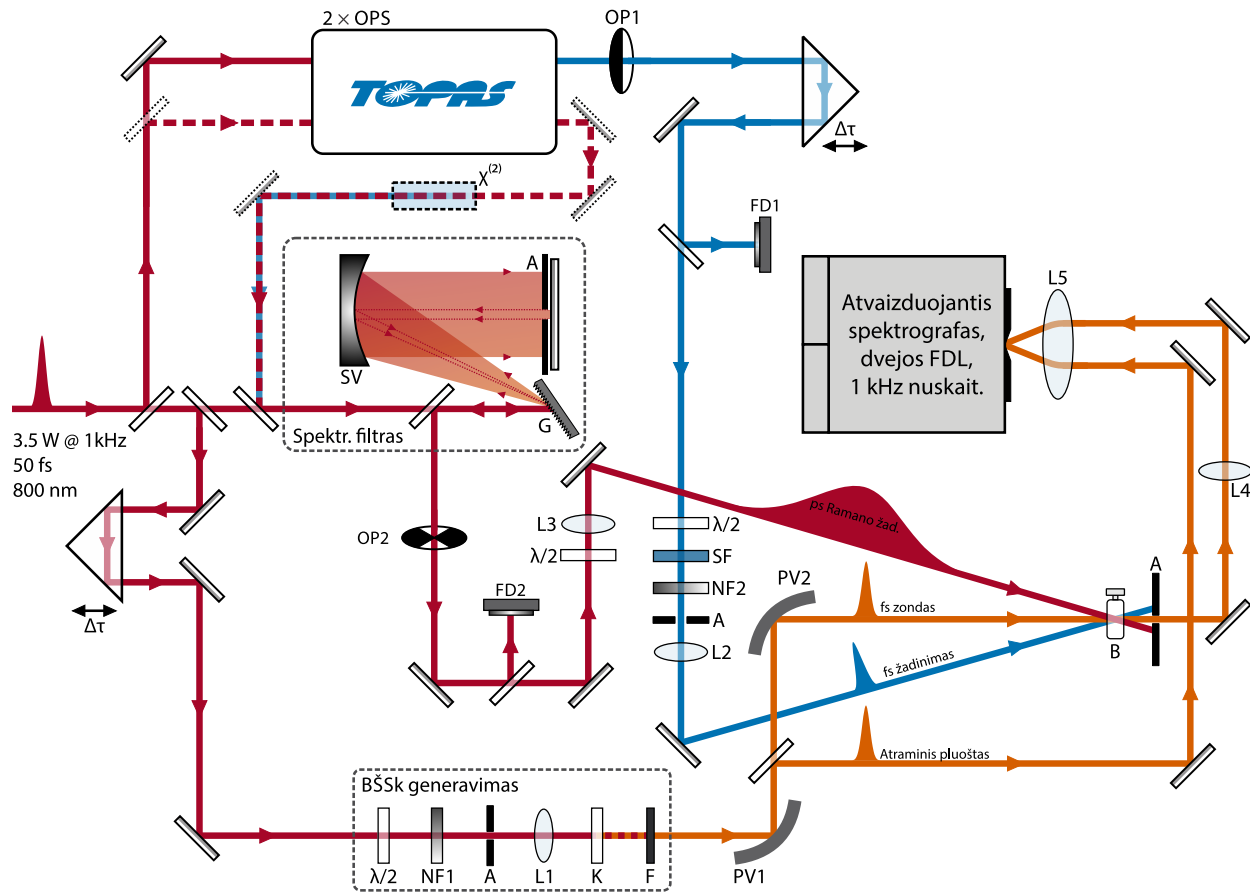 2 × OPS
OP1
TOPAS
Δτ
χ(2)
FD1
A
SV
G
Spektr. filtras
Atvaizduojantis
spektrografas,
dvejos FDL,
1 kHz nuskait.
L5
3.5 W @ 1kHz
50 fs
800 nm
L4
L3
λ/2
OP2
ps Ramano žad.
λ/2
SF
NF2
A
L2
FD2
PV2
fs zondas
A
B
Δτ
fs žadinimas
Atraminis pluoštas
BŠSk generavimas
λ/2
NF1
A
L1
K
F
PV1